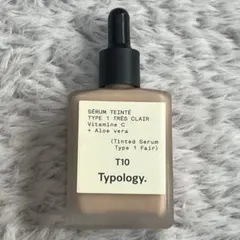 SÉRUM TEINTÉ
TYPE 1 TRÈS CLAIR
Vitamine C
+ Aloe vera
(Tinted Serum
Type 1 Fair)
T10
Typology.